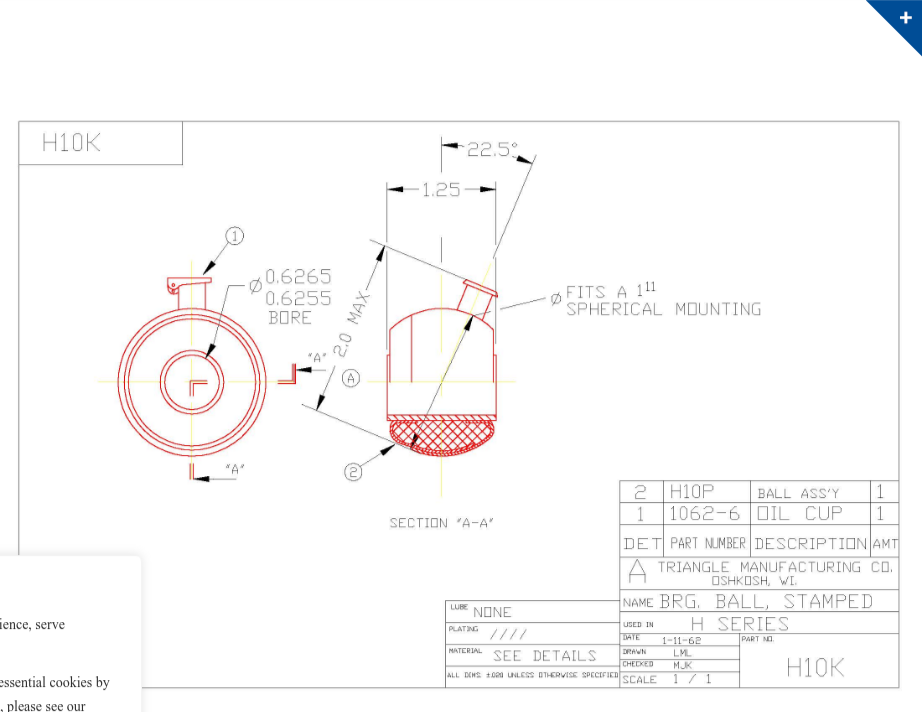 H10K
22.5°
1.25
1
Ø 0.6265
0.6255
BORE
2.0 MAX
Ø FITS A 1¹¹
SPHERICAL MOUNTING
"A"
A
"A"
2
SECTION "A-A"
2 H10P BALL ASS'Y 1
1 1062-6 OIL CUP 1
DET PART NUMBER DESCRIPTION AMT
A TRIANGLE MANUFACTURING CO.
OSHKOSH, WI.
NAME BRG. BALL, STAMPED
USED IN H SERIES
LUBE NONE
PLATING ////
MATERIAL SEE DETAILS
ALL DIMS. ±.020 UNLESS OTHERWISE SPECIFIED
DATE 1-11-62
DRAWN LML
CHECKED MJK
SCALE 1 / 1
PART NO.
H10K
ience, serve
essential cookies by
, please see our